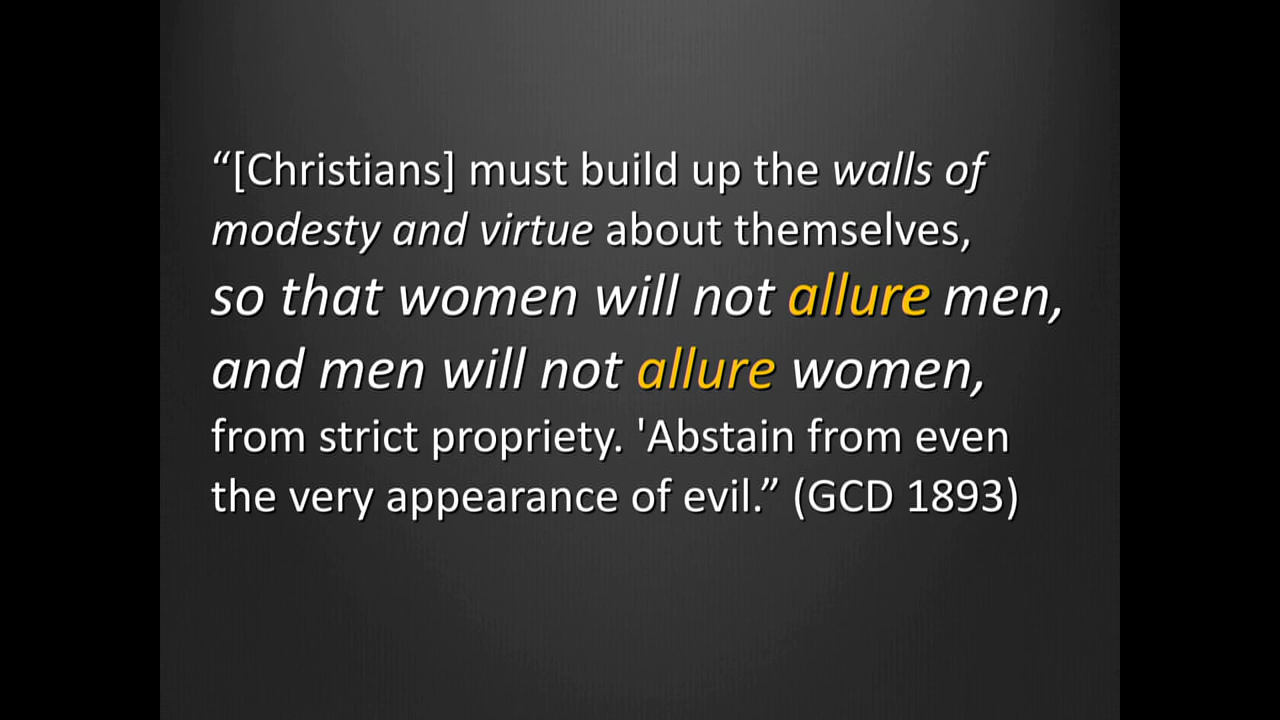 “[Christians] must build up the walls of
modesty and virtue about themselves,
so that women will not allure men,
and men will not allure women,
from strict propriety. 'Abstain from even
the very appearance of evil.” (GCD 1893)